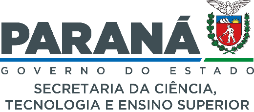 PARANÁ
GOVERNO DO ESTADO
SECRETARIA DA CIÊNCIA,
TECNOLOGIA E ENSINO SUPERIOR